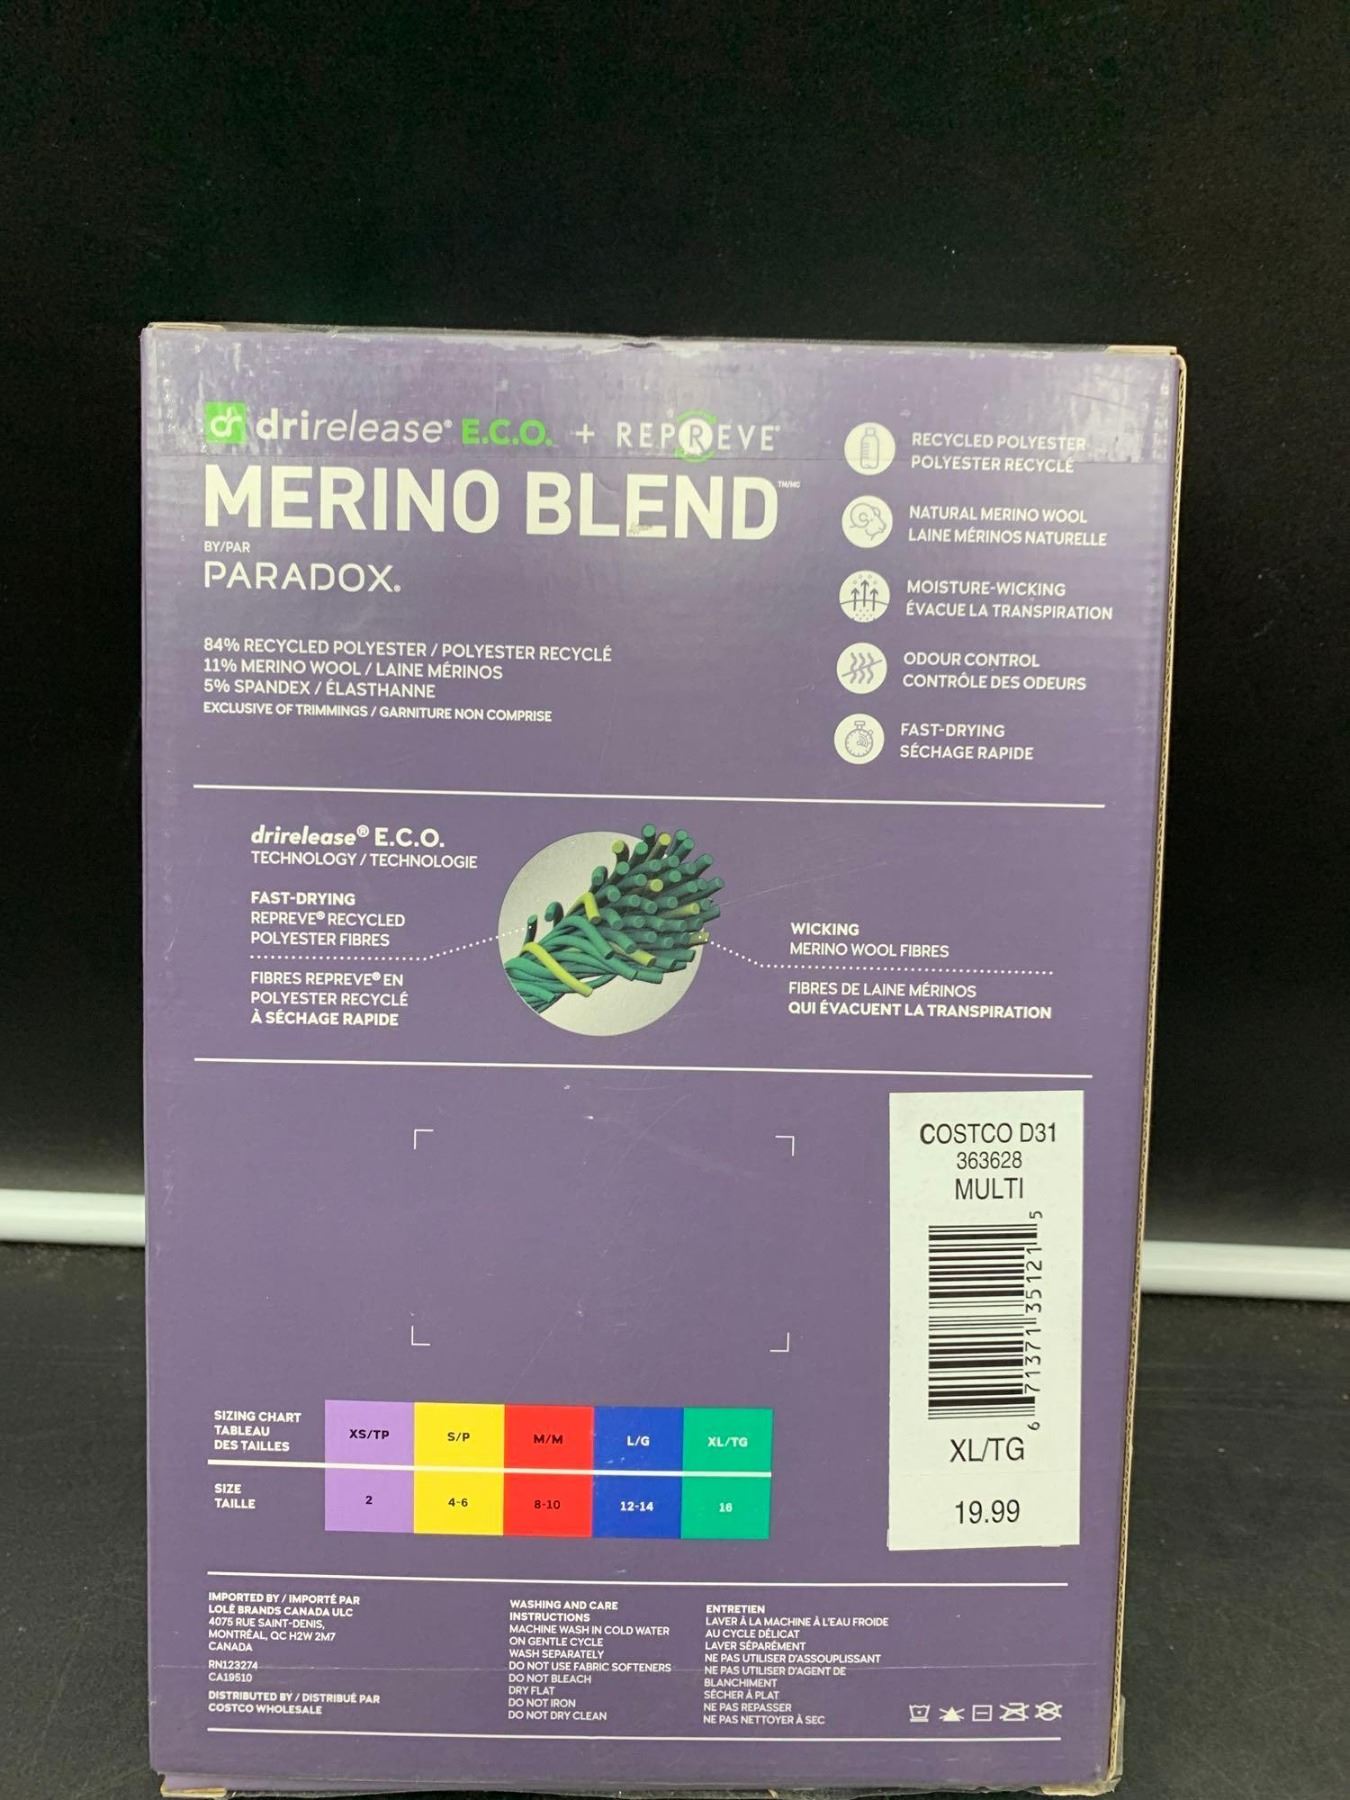 drirelease® E.C.O. + REPREVE®
MERINO BLEND™/MC
BY/PAR
PARADOX®
84% RECYCLED POLYESTER / POLYESTER RECYCLÉ
11% MERINO WOOL / LAINE MÉRINOS
5% SPANDEX / ÉLASTHANNE
EXCLUSIVE OF TRIMMINGS / GARNITURE NON COMPRISE
RECYCLED POLYESTER
POLYESTER RECYCLÉ
NATURAL MERINO WOOL
LAINE MÉRINOS NATURELLE
MOISTURE-WICKING
ÉVACUE LA TRANSPIRATION
ODOUR CONTROL
CONTRÔLE DES ODEURS
FAST-DRYING
SÉCHAGE RAPIDE
drirelease® E.C.O.
TECHNOLOGY / TECHNOLOGIE
FAST-DRYING
REPREVE® RECYCLED
POLYESTER FIBRES
FIBRES REPREVE® EN
POLYESTER RECYCLÉ
À SÉCHAGE RAPIDE
WICKING
MERINO WOOL FIBRES
FIBRES DE LAINE MÉRINOS
QUI ÉVACUENT LA TRANSPIRATION
COSTCO D31
363628
MULTI
6 71371 35121 5
XL/TG
19.99
SIZING CHART
TABLEAU
DES TAILLES
XS/TP S/P M/M L/G XL/TG
SIZE
TAILLE
2 4-6 8-10 12-14 16
IMPORTED BY / IMPORTÉ PAR
LOLË BRANDS CANADA ULC
4075 RUE SAINT-DENIS,
MONTRÉAL, QC H2W 2M7
CANADA
RN123274
CA19510
DISTRIBUTED BY / DISTRIBUÉ PAR
COSTCO WHOLESALE
WASHING AND CARE
INSTRUCTIONS
MACHINE WASH IN COLD WATER
ON GENTLE CYCLE
WASH SEPARATELY
DO NOT USE FABRIC SOFTENERS
DO NOT BLEACH
DRY FLAT
DO NOT IRON
DO NOT DRY CLEAN
ENTRETIEN
LAVER À LA MACHINE À L'EAU FROIDE
AU CYCLE DÉLICAT
LAVER SÉPARÉMENT
NE PAS UTILISER D'ASSOUPLISSANT
NE PAS UTILISER D'AGENT DE
BLANCHIMENT
SÉCHER À PLAT
NE PAS REPASSER
NE PAS NETTOYER À SEC